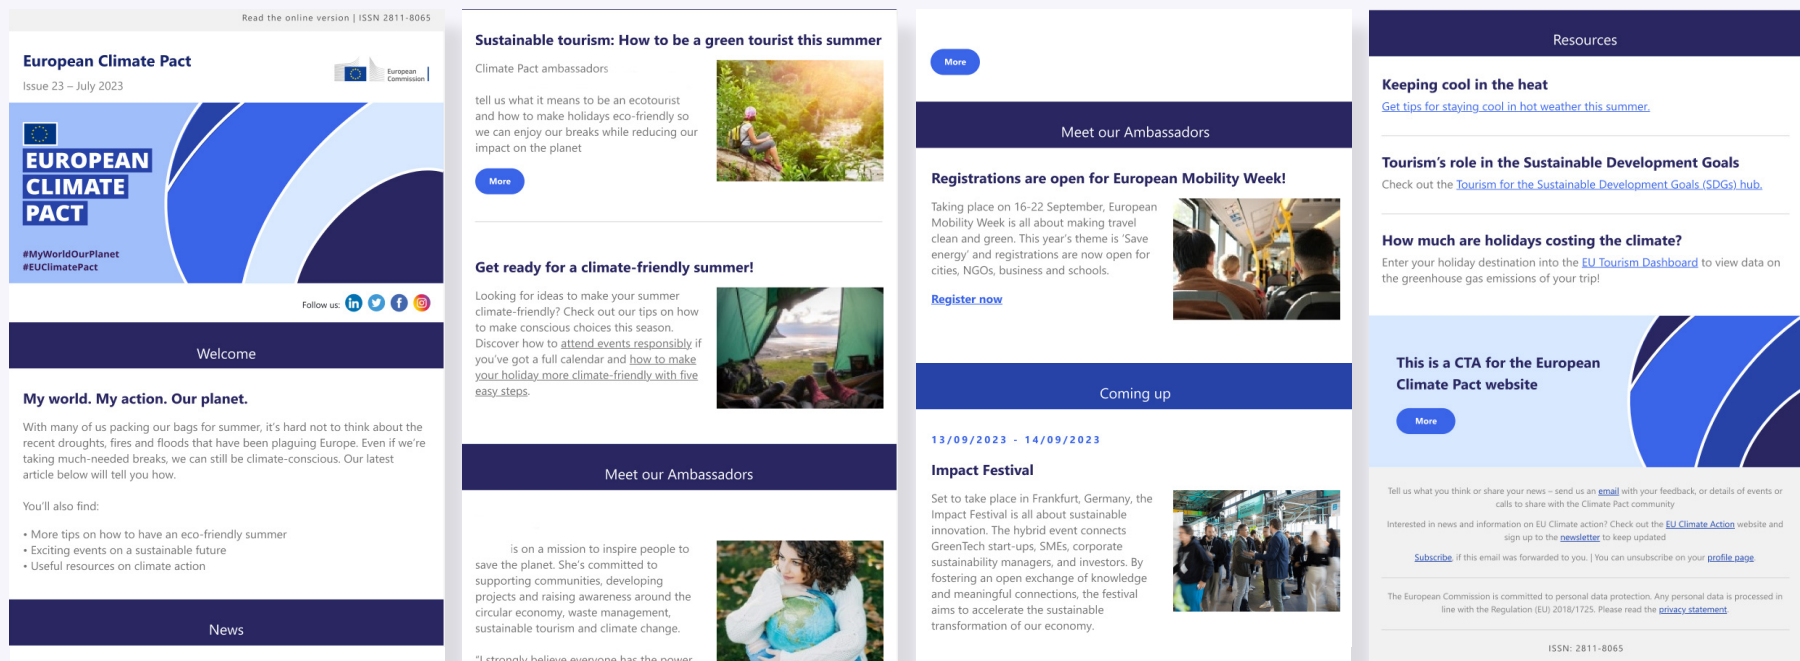 Read the online version | ISSN 2811-8065
European Climate Pact
Issue 23 – July 2023
European
Commission
EUROPEAN
CLIMATE
PACT
#MyWorldOurPlanet
#EUClimatePact
Follow us:
Welcome
My world. My action. Our planet.
With many of us packing our bags for summer, it's hard not to think about the
recent droughts, fires and floods that have been plaguing Europe. Even if we're
taking much-needed breaks, we can still be climate-conscious. Our latest
article below will tell you how.
You'll also find:
• More tips on how to have an eco-friendly summer
• Exciting events on a sustainable future
• Useful resources on climate action
News
Sustainable tourism: How to be a green tourist this summer
Climate Pact ambassadors
tell us what it means to be an ecotourist
and how to make holidays eco-friendly so
we can enjoy our breaks while reducing our
impact on the planet
More
Get ready for a climate-friendly summer!
Looking for ideas to make your summer
climate-friendly? Check out our tips on how
to make conscious choices this season.
Discover how to attend events responsibly if
you've got a full calendar and how to make
your holiday more climate-friendly with five
easy steps.
Meet our Ambassadors
is on a mission to inspire people to
save the planet. She's committed to
supporting communities, developing
projects and raising awareness around the
circular economy, waste management,
sustainable tourism and climate change.
"I strongly believe everyone has the power
More
Meet our Ambassadors
Registrations are open for European Mobility Week!
Taking place on 16-22 September, European
Mobility Week is all about making travel
clean and green. This year's theme is 'Save
energy' and registrations are now open for
cities, NGOs, business and schools.
Register now
Coming up
13/09/2023 - 14/09/2023
Impact Festival
Set to take place in Frankfurt, Germany, the
Impact Festival is all about sustainable
innovation. The hybrid event connects
GreenTech start-ups, SMEs, corporate
sustainability managers, and investors. By
fostering an open exchange of knowledge
and meaningful connections, the festival
aims to accelerate the sustainable
transformation of our economy.
Resources
Keeping cool in the heat
Get tips for staying cool in hot weather this summer.
Tourism's role in the Sustainable Development Goals
Check out the Tourism for the Sustainable Development Goals (SDGs) hub.
How much are holidays costing the climate?
Enter your holiday destination into the EU Tourism Dashboard to view data on
the greenhouse gas emissions of your trip!
This is a CTA for the European
Climate Pact website
More
Tell us what you think or share your news – send us an email with your feedback, or details of events or
calls to share with the Climate Pact community
Interested in news and information on EU Climate action? Check out the EU Climate Action website and
sign up to the newsletter to keep updated
Subscribe, if this email was forwarded to you. | You can unsubscribe on your profile page.
The European Commission is committed to personal data protection. Any personal data is processed in
line with the Regulation (EU) 2018/1725. Please read the privacy statement.
ISSN: 2811-8065